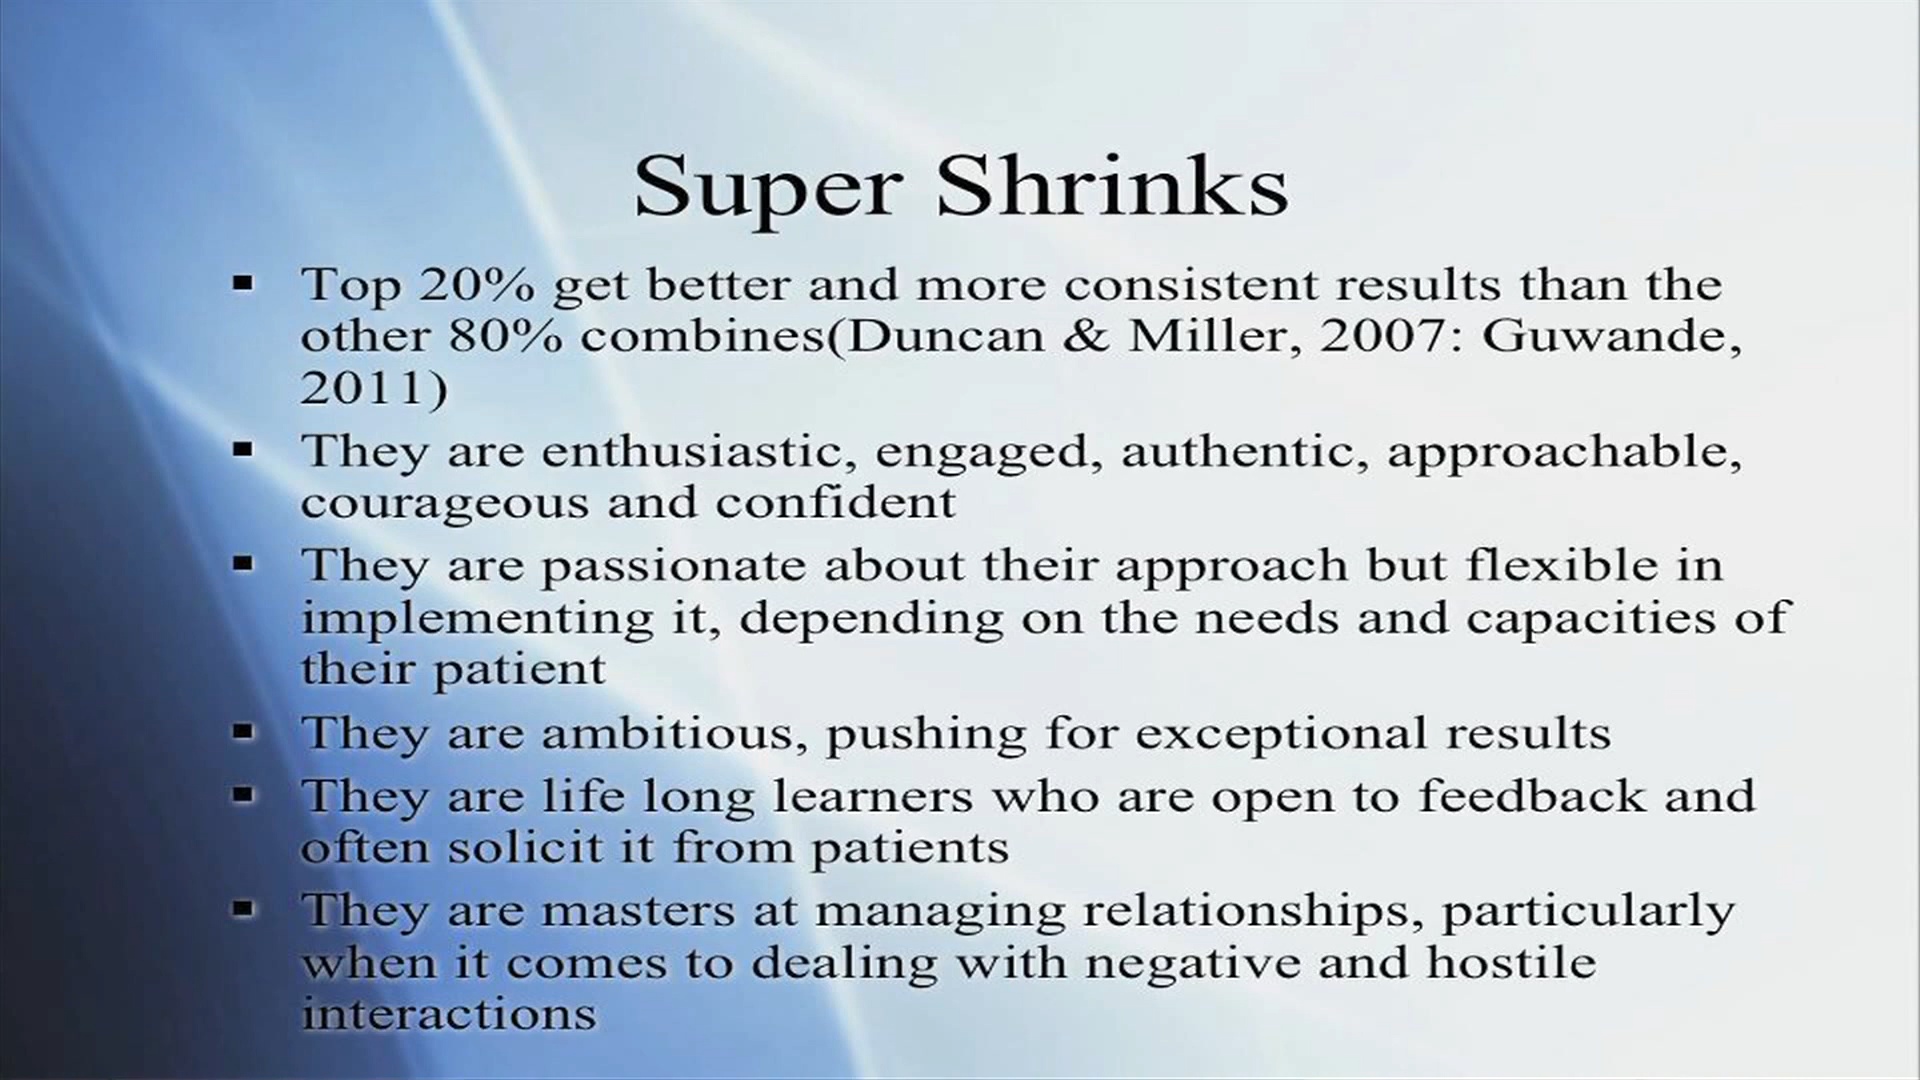 Super Shrinks
▪ Top 20% get better and more consistent results than the
other 80% combines(Duncan & Miller, 2007: Guwande,
2011)
▪ They are enthusiastic, engaged, authentic, approachable,
courageous and confident
▪ They are passionate about their approach but flexible in
implementing it, depending on the needs and capacities of
their patient
▪ They are ambitious, pushing for exceptional results
▪ They are life long learners who are open to feedback and
often solicit it from patients
▪ They are masters at managing relationships, particularly
when it comes to dealing with negative and hostile
interactions